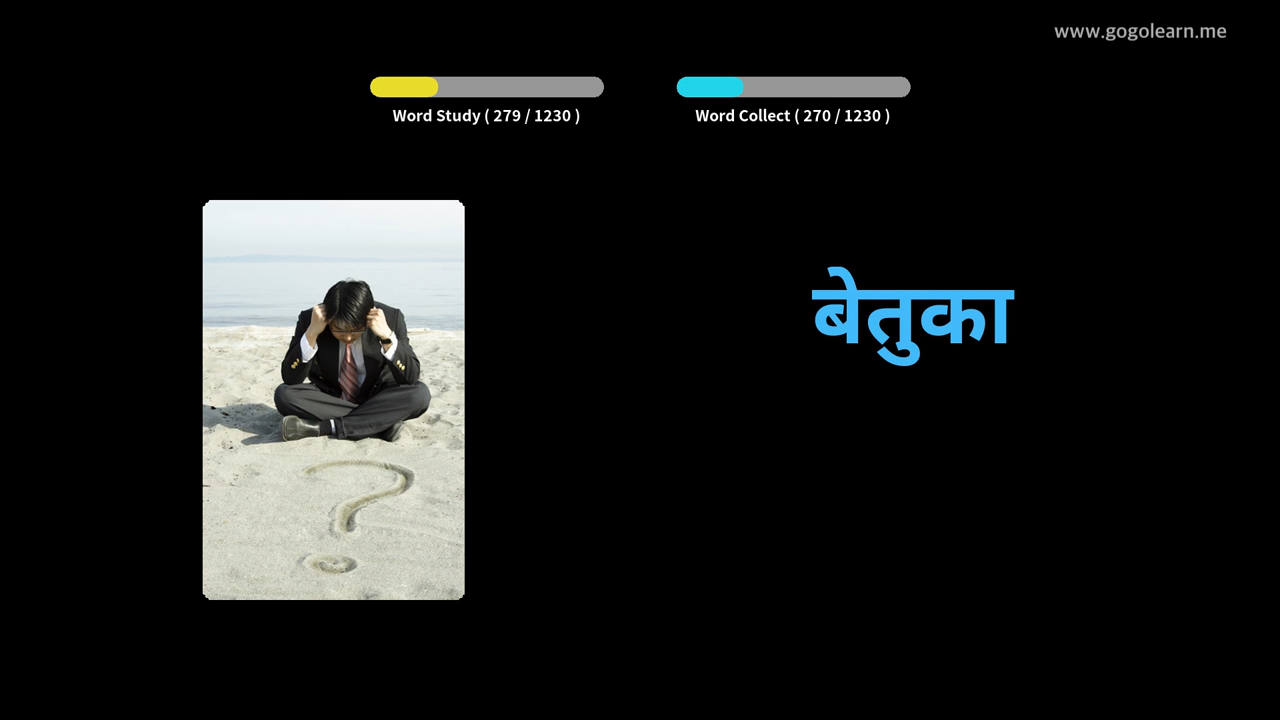 www.gogolearn.me
Word Study ( 279 / 1230 )
Word Collect ( 270 / 1230 )
बेतुका
?